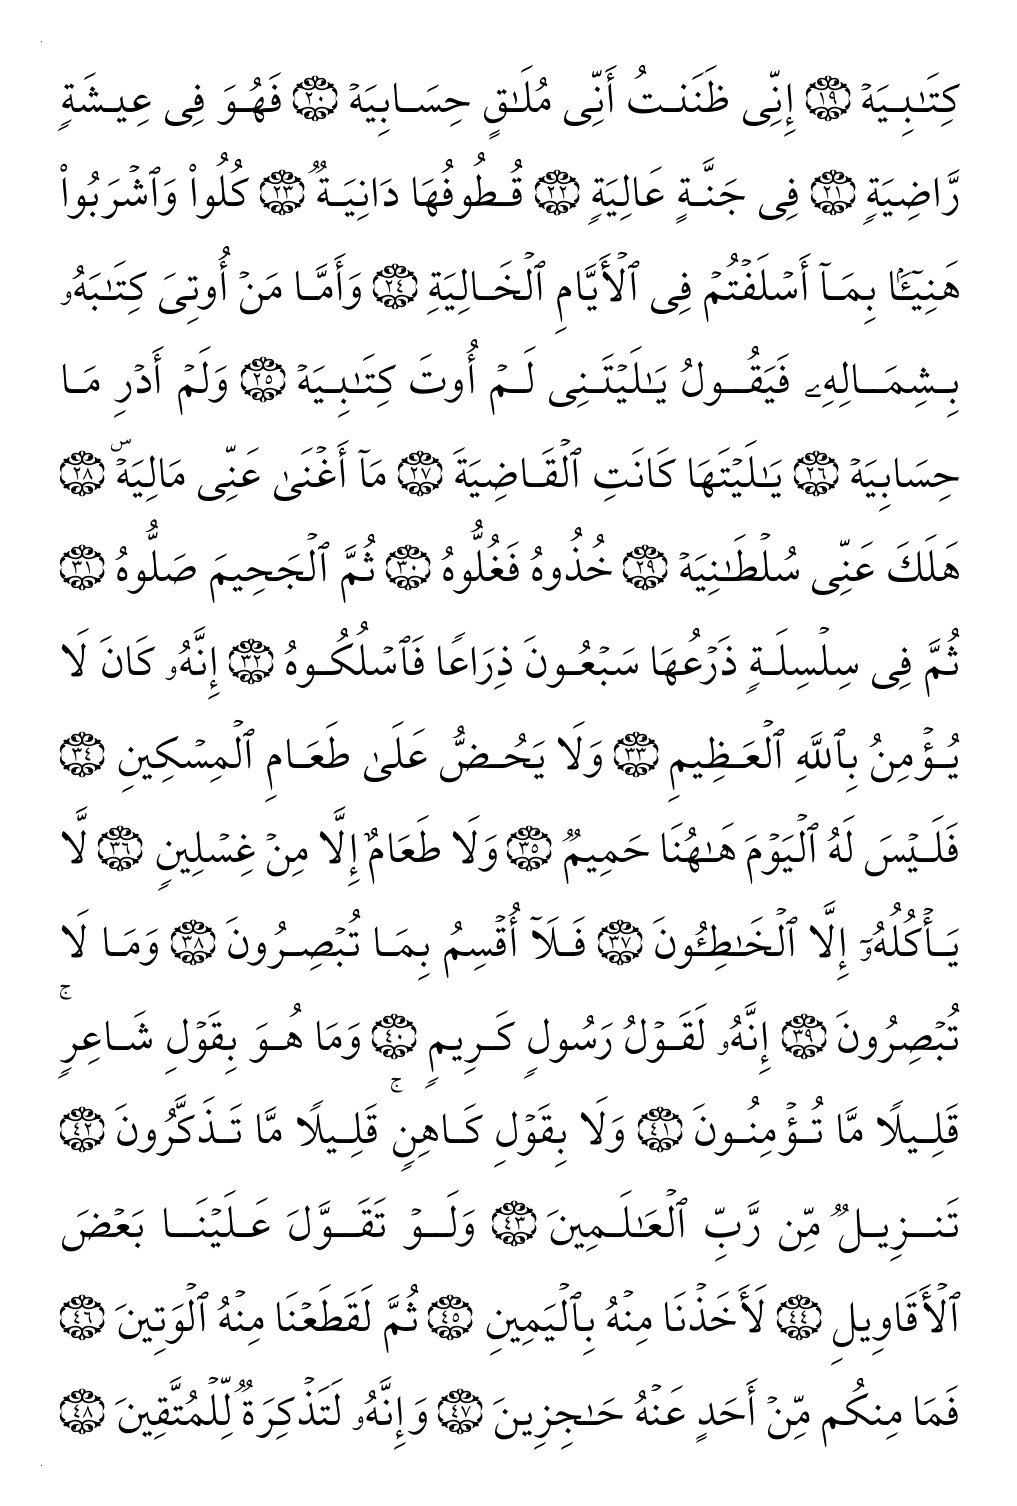 كِتَـٰبِيَهْ ١٩ إِنِّى ظَنَنتُ أَنِّى مُلَـٰقٍ حِسَابِيَهْ ٢٠ فَهُوَ فِى عِيشَةٍ
رَّاضِيَةٍ ٢١ فِى جَنَّةٍ عَالِيَةٍ ٢٢ قُطُوفُهَا دَانِيَةٌ ٢٣ كُلُوا۟ وَٱشْرَبُوا۟
هَنِيٓـًٔۢا بِمَآ أَسْلَفْتُمْ فِى ٱلْأَيَّامِ ٱلْخَالِيَةِ ٢٤ وَأَمَّا مَنْ أُوتِىَ كِتَـٰبَهُۥ
بِشِمَالِهِۦ فَيَقُولُ يَـٰلَيْتَنِى لَمْ أُوتَ كِتَـٰبِيَهْ ٢٥ وَلَمْ أَدْرِ مَا
حِسَابِيَهْ ٢٦ يَـٰلَيْتَهَا كَانَتِ ٱلْقَاضِيَةَ ٢٧ مَآ أَغْنَىٰ عَنِّى مَالِيَهْۜ ٢٨
هَلَكَ عَنِّى سُلْطَـٰنِيَهْ ٢٩ خُذُوهُ فَغُلُّوهُ ٣٠ ثُمَّ ٱلْجَحِيمَ صَلُّوهُ ٣١
ثُمَّ فِى سِلْسِلَةٍ ذَرْعُهَا سَبْعُونَ ذِرَاعًا فَٱسْلُكُوهُ ٣٢ إِنَّهُۥ كَانَ لَا
يُؤْمِنُ بِٱللَّهِ ٱلْعَظِيمِ ٣٣ وَلَا يَحُضُّ عَلَىٰ طَعَامِ ٱلْمِسْكِينِ ٣٤
فَلَيْسَ لَهُ ٱلْيَوْمَ هَـٰهُنَا حَمِيمٌ ٣٥ وَلَا طَعَامٌ إِلَّا مِنْ غِسْلِينٍ ٣٦ لَّا
يَأْكُلُهُۥٓ إِلَّا ٱلْخَـٰطِـُٔونَ ٣٧ فَلَآ أُقْسِمُ بِمَا تُبْصِرُونَ ٣٨ وَمَا لَا
تُبْصِرُونَ ٣٩ إِنَّهُۥ لَقَوْلُ رَسُولٍ كَرِيمٍ ٤٠ وَمَا هُوَ بِقَوْلِ شَاعِرٍ ۚ
قَلِيلًا مَّا تُؤْمِنُونَ ٤١ وَلَا بِقَوْلِ كَاهِنٍ ۚ قَلِيلًا مَّا تَذَكَّرُونَ ٤٢
تَنزِيلٌ مِّن رَّبِّ ٱلْعَـٰلَمِينَ ٤٣ وَلَوْ تَقَوَّلَ عَلَيْنَا بَعْضَ
ٱلْأَقَاوِيلِ ٤٤ لَأَخَذْنَا مِنْهُ بِٱلْيَمِينِ ٤٥ ثُمَّ لَقَطَعْنَا مِنْهُ ٱلْوَتِينَ ٤٦
فَمَا مِنكُم مِّنْ أَحَدٍ عَنْهُ حَـٰجِزِينَ ٤٧ وَإِنَّهُۥ لَتَذْكِرَةٌ لِّلْمُتَّقِينَ ٤٨